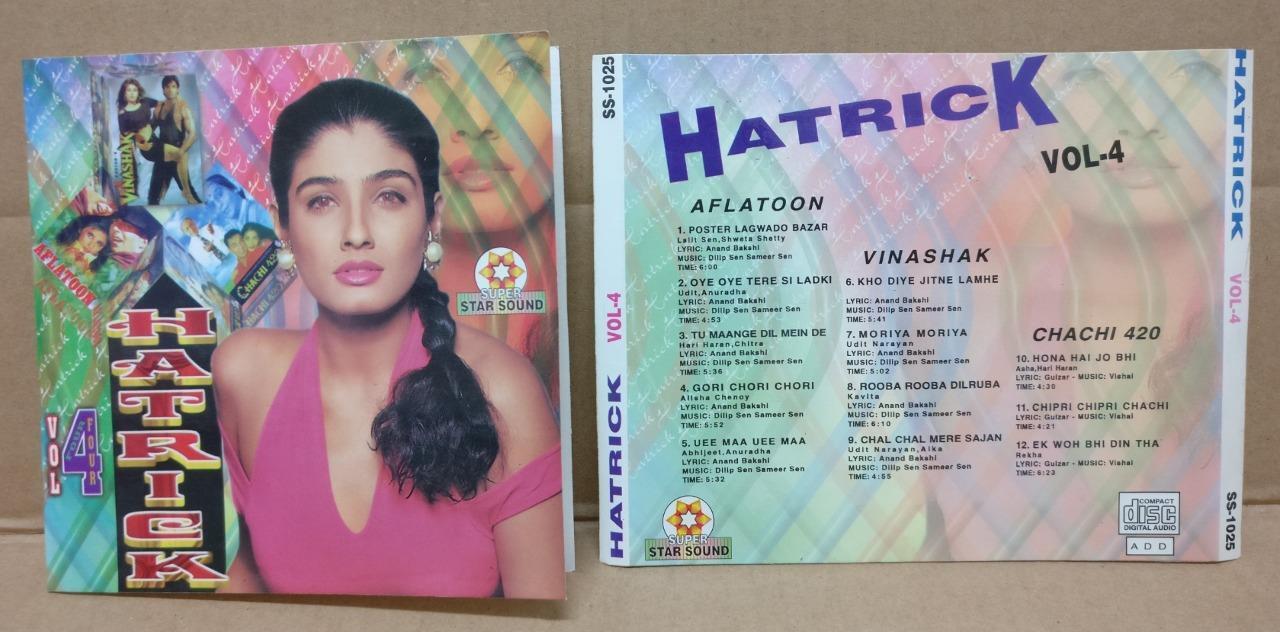 VINASHAK
AFLATOON
CHACHI 420
SUPER
STAR SOUND
HATRICK
VOL
4
FOUR
SS-1025
VOL-4
HATRICK
HATRICK
VOL-4
AFLATOON
1. POSTER LAGWADO BAZAR
Lalit Sen,Shweta Shetty
LYRIC: Anand Bakshi
MUSIC: Dilip Sen Sameer Sen
TIME: 6:00
2. OYE OYE TERE SI LADKI
Udit,Anuradha
LYRIC: Anand Bakshi
MUSIC: Dilip Sen Sameer Sen
TIME: 4:53
3. TU MAANGE DIL MEIN DE
Hari Haran,Chitra
LYRIC: Anand Bakshi
MUSIC: Dilip Sen Sameer Sen
TIME: 5:36
4. GORI CHORI CHORI
Alisha Chenoy
LYRIC: Anand Bakshi
MUSIC: Dilip Sen Sameer Sen
TIME: 5:52
5. UEE MAA UEE MAA
Abhijeet,Anuradha
LYRIC: Anand Bakshi
MUSIC: Dilip Sen Sameer Sen
TIME: 5:32
VINASHAK
6. KHO DIYE JITNE LAMHE
LYRIC: Anand Bakshi
MUSIC: Dilip Sen Sameer Sen
TIME: 5:41
7. MORIYA MORIYA
Udit Narayan
LYRIC: Anand Bakshi
MUSIC: Dilip Sen Sameer Sen
TIME: 5:02
8. ROOBA ROOBA DILRUBA
Kavita
LYRIC: Anand Bakshi
MUSIC: Dilip Sen Sameer Sen
TIME: 6:10
9. CHAL CHAL MERE SAJAN
Udit Narayan,Alka
LYRIC: Anand Bakshi
MUSIC: Dilip Sen Sameer Sen
TIME: 4:55
CHACHI 420
10. HONA HAI JO BHI
Asha,Hari Haran
LYRIC: Gulzar - MUSIC: Vishal
TIME: 4:30
11. CHIPRI CHIPRI CHACHI
LYRIC: Gulzar - MUSIC: Vishal
TIME: 4:21
12. EK WOH BHI DIN THA
Rekha
LYRIC: Gulzar - MUSIC: Vishal
TIME: 6:23
SUPER
STAR SOUND
COMPACT
disc
DIGITAL AUDIO
ADD
HATRICK
VOL-4
SS-1025